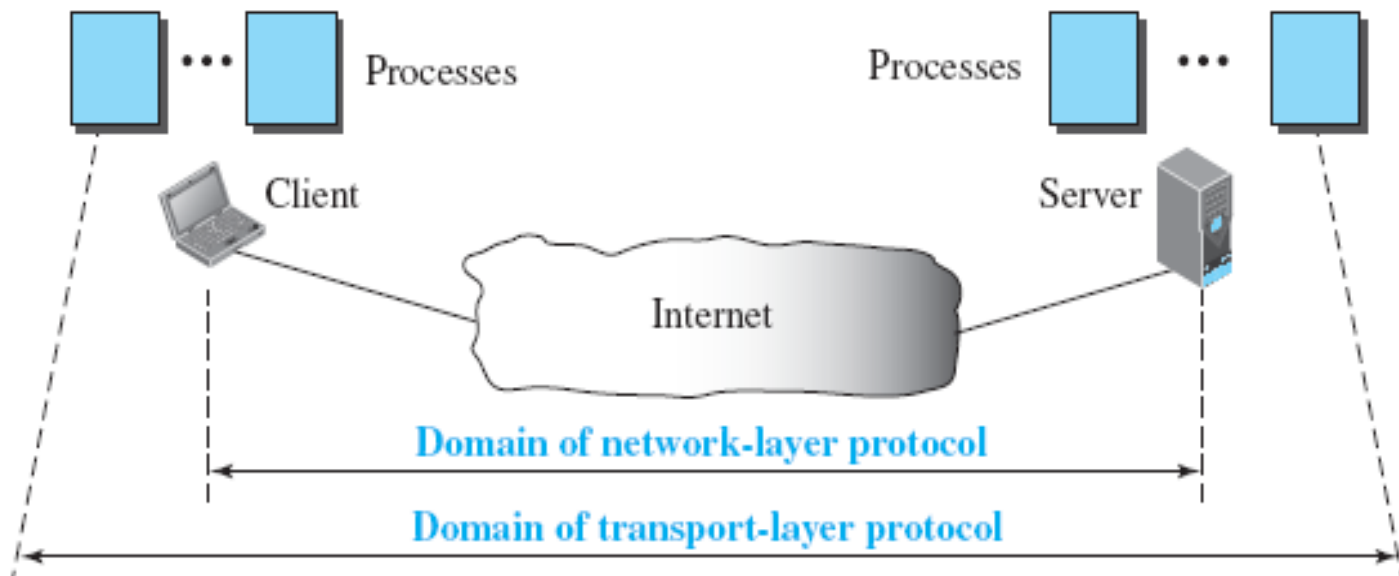 Processes
Processes
Client
Server
Internet
Domain of network-layer protocol
Domain of transport-layer protocol